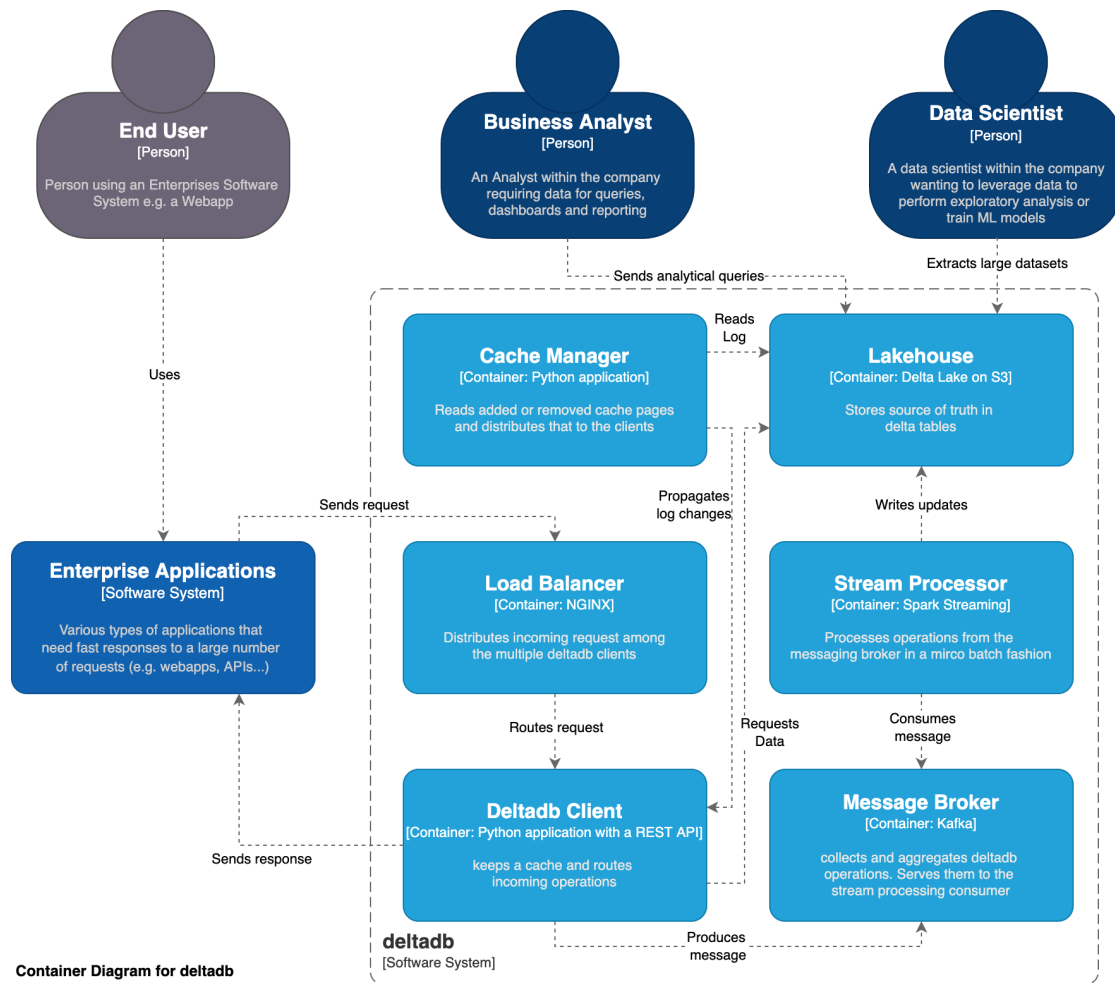 End User
[Person]
Person using an Enterprises Software
System e.g. a Webapp
Business Analyst
[Person]
An Analyst within the company
requiring data for queries,
dashboards and reporting
Data Scientist
[Person]
A data scientist within the company
wanting to leverage data to
perform exploratory analysis or
train ML models
Uses
Sends analytical queries
Extracts large datasets
Cache Manager
[Container: Python application]
Reads added or removed cache pages
and distributes that to the clients
Reads
Log
Lakehouse
[Container: Delta Lake on S3]
Stores source of truth in
delta tables
Sends request
Propagates
log changes
Writes updates
Enterprise Applications
[Software System]
Various types of applications that
need fast responses to a large number
of requests (e.g. webapps, APIs...)
Load Balancer
[Container: NGINX]
Distributes incoming request among
the multiple deltadb clients
Stream Processor
[Container: Spark Streaming]
Processes operations from the
messaging broker in a mirco batch fashion
Routes request
Requests
Data
Consumes
message
Sends response
Deltadb Client
[Container: Python application with a REST API]
keeps a cache and routes
incoming operations
Message Broker
[Container: Kafka]
collects and aggregates deltadb
operations. Serves them to the
stream processing consumer
Produces
message
deltadb
[Software System]
Container Diagram for deltadb